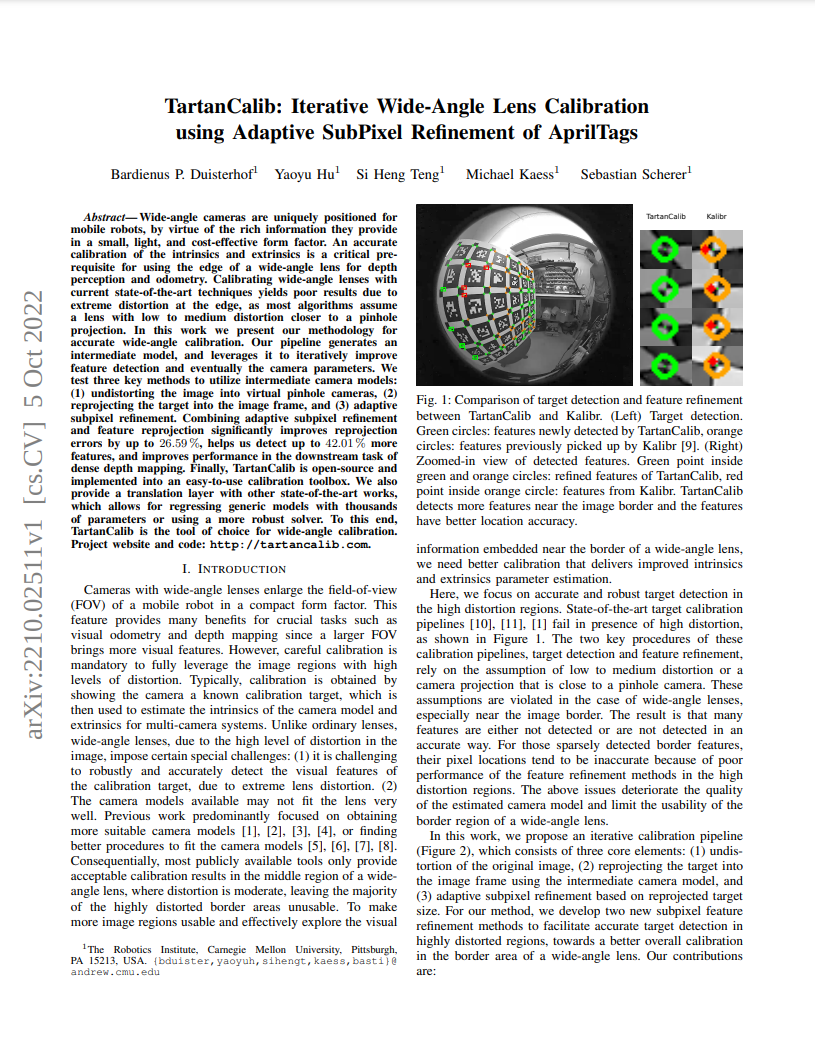 TartanCalib: Iterative Wide-Angle Lens Calibration
using Adaptive SubPixel Refinement of AprilTags
Bardienus P. Duisterhof1 Yaoyu Hu1 Si Heng Teng1 Michael Kaess1 Sebastian Scherer1
arXiv:2210.02511v1 [cs.CV] 5 Oct 2022
Abstract— Wide-angle cameras are uniquely positioned for
mobile robots, by virtue of the rich information they provide
in a small, light, and cost-effective form factor. An accurate
calibration of the intrinsics and extrinsics is a critical pre-
requisite for using the edge of a wide-angle lens for depth
perception and odometry. Calibrating wide-angle lenses with
current state-of-the-art techniques yields poor results due to
extreme distortion at the edge, as most algorithms assume
a lens with low to medium distortion closer to a pinhole
projection. In this work we present our methodology for
accurate wide-angle calibration. Our pipeline generates an
intermediate model, and leverages it to iteratively improve
feature detection and eventually the camera parameters. We
test three key methods to utilize intermediate camera models:
(1) undistorting the image into virtual pinhole cameras, (2)
reprojecting the target into the image frame, and (3) adaptive
subpixel refinement. Combining adaptive subpixel refinement
and feature reprojection significantly improves reprojection
errors by up to 26.59 %, helps us detect up to 42.01 % more
features, and improves performance in the downstream task of
dense depth mapping. Finally, TartanCalib is open-source and
implemented into an easy-to-use calibration toolbox. We also
provide a translation layer with other state-of-the-art works,
which allows for regressing generic models with thousands
of parameters or using a more robust solver. To this end,
TartanCalib is the tool of choice for wide-angle calibration.
Project website and code: http://tartancalib.com.
I. INTRODUCTION
Cameras with wide-angle lenses enlarge the field-of-view
(FOV) of a mobile robot in a compact form factor. This
feature provides many benefits for crucial tasks such as
visual odometry and depth mapping since a larger FOV
brings more visual features. However, careful calibration is
mandatory to fully leverage the image regions with high
levels of distortion. Typically, calibration is obtained by
showing the camera a known calibration target, which is
then used to estimate the intrinsics of the camera model and
extrinsics for multi-camera systems. Unlike ordinary lenses,
wide-angle lenses, due to the high level of distortion in the
image, impose certain special challenges: (1) it is challenging
to robustly and accurately detect the visual features of
the calibration target, due to extreme lens distortion. (2)
The camera models available may not fit the lens very
well. Previous work predominantly focused on obtaining
more suitable camera models [1], [2], [3], [4], or finding
better procedures to fit the camera models [5], [6], [7], [8].
Consequentially, most publicly available tools only provide
acceptable calibration results in the middle region of a wide-
angle lens, where distortion is moderate, leaving the majority
of the highly distorted border areas unusable. To make
more image regions usable and effectively explore the visual
1The Robotics Institute, Carnegie Mellon University, Pittsburgh,
PA 15213, USA. {bduister,yaoyuh,sihengt,kaess,basti}@
andrew.cmu.edu
TartanCalib Kalibr
Fig. 1: Comparison of target detection and feature refinement
between TartanCalib and Kalibr. (Left) Target detection.
Green circles: features newly detected by TartanCalib, orange
circles: features previously picked up by Kalibr [9]. (Right)
Zoomed-in view of detected features. Green point inside
green and orange circles: refined features of TartanCalib, red
point inside orange circle: features from Kalibr. TartanCalib
detects more features near the image border and the features
have better location accuracy.
information embedded near the border of a wide-angle lens,
we need better calibration that delivers improved intrinsics
and extrinsics parameter estimation.
Here, we focus on accurate and robust target detection in
the high distortion regions. State-of-the-art target calibration
pipelines [10], [11], [1] fail in presence of high distortion,
as shown in Figure 1. The two key procedures of these
calibration pipelines, target detection and feature refinement,
rely on the assumption of low to medium distortion or a
camera projection that is close to a pinhole camera. These
assumptions are violated in the case of wide-angle lenses,
especially near the image border. The result is that many
features are either not detected or are not detected in an
accurate way. For those sparsely detected border features,
their pixel locations tend to be inaccurate because of poor
performance of the feature refinement methods in the high
distortion regions. The above issues deteriorate the quality
of the estimated camera model and limit the usability of the
border region of a wide-angle lens.
In this work, we propose an iterative calibration pipeline
(Figure 2), which consists of three core elements: (1) undis-
tortion of the original image, (2) reprojecting the target into
the image frame using the intermediate camera model, and
(3) adaptive subpixel refinement based on reprojected target
size. For our method, we develop two new subpixel feature
refinement methods to facilitate accurate target detection in
highly distorted regions, towards a better overall calibration
in the border area of a wide-angle lens. Our contributions
are: